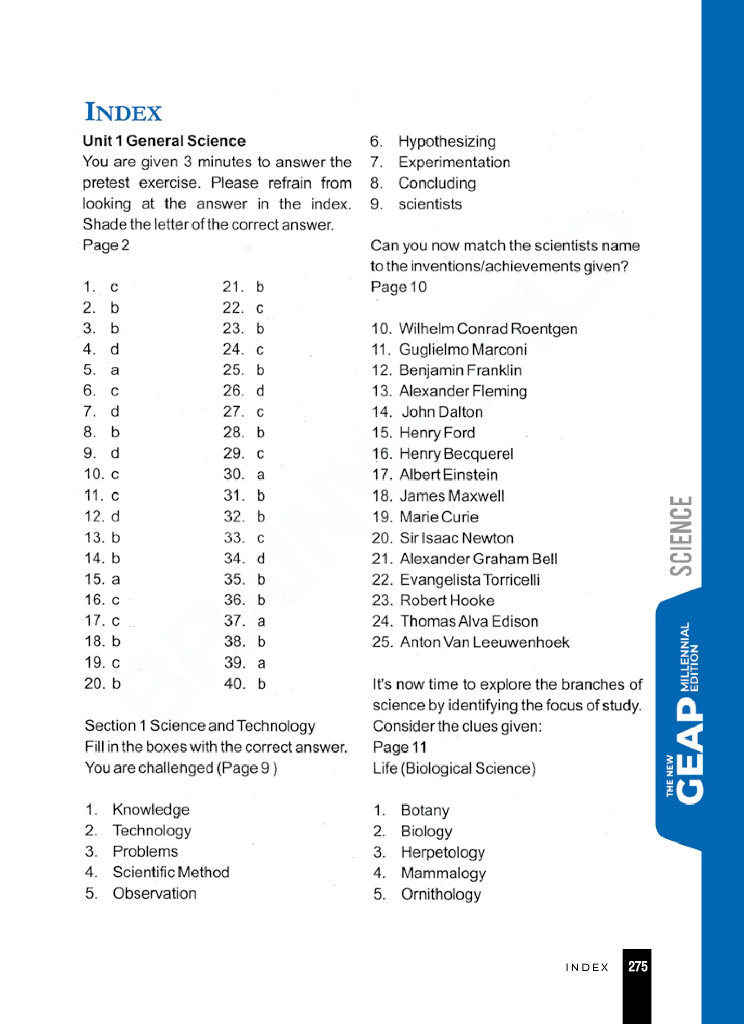 INDEX
Unit 1 General Science
You are given 3 minutes to answer the
pretest exercise. Please refrain from
looking at the answer in the index.
Shade the letter of the correct answer.
Page 2
1. c
2. b
3. b
4. d
5. a
6. c
7. d
8. b
9. d
10. c
11. c
12. d
13. b
14. b
15. a
16. c
17. c
18. b
19. c
20. b
21. b
22. c
23. b
24. c
25. b
26. d
27. c
28. b
29. c
30. a
31. b
32. b
33. c
34. d
35. b
36. b
37. a
38. b
39. a
40. b
Section 1 Science and Technology
Fill in the boxes with the correct answer.
You are challenged (Page 9 )
1. Knowledge
2. Technology
3. Problems
4. Scientific Method
5. Observation
6. Hypothesizing
7. Experimentation
8. Concluding
9. scientists
Can you now match the scientists name
to the inventions/achievements given?
Page 10
10. Wilhelm Conrad Roentgen
11. Guglielmo Marconi
12. Benjamin Franklin
13. Alexander Fleming
14. John Dalton
15. Henry Ford
16. Henry Becquerel
17. Albert Einstein
18. James Maxwell
19. Marie Curie
20. Sir Isaac Newton
21. Alexander Graham Bell
22. Evangelista Torricelli
23. Robert Hooke
24. Thomas Alva Edison
25. Anton Van Leeuwenhoek
It's now time to explore the branches of
science by identifying the focus of study.
Consider the clues given:
Page 11
Life (Biological Science)
1. Botany
2. Biology
3. Herpetology
4. Mammalogy
5. Ornithology
SCIENCE
THE NEW
GEAP
MILLENNIAL
EDITION
INDEX 275